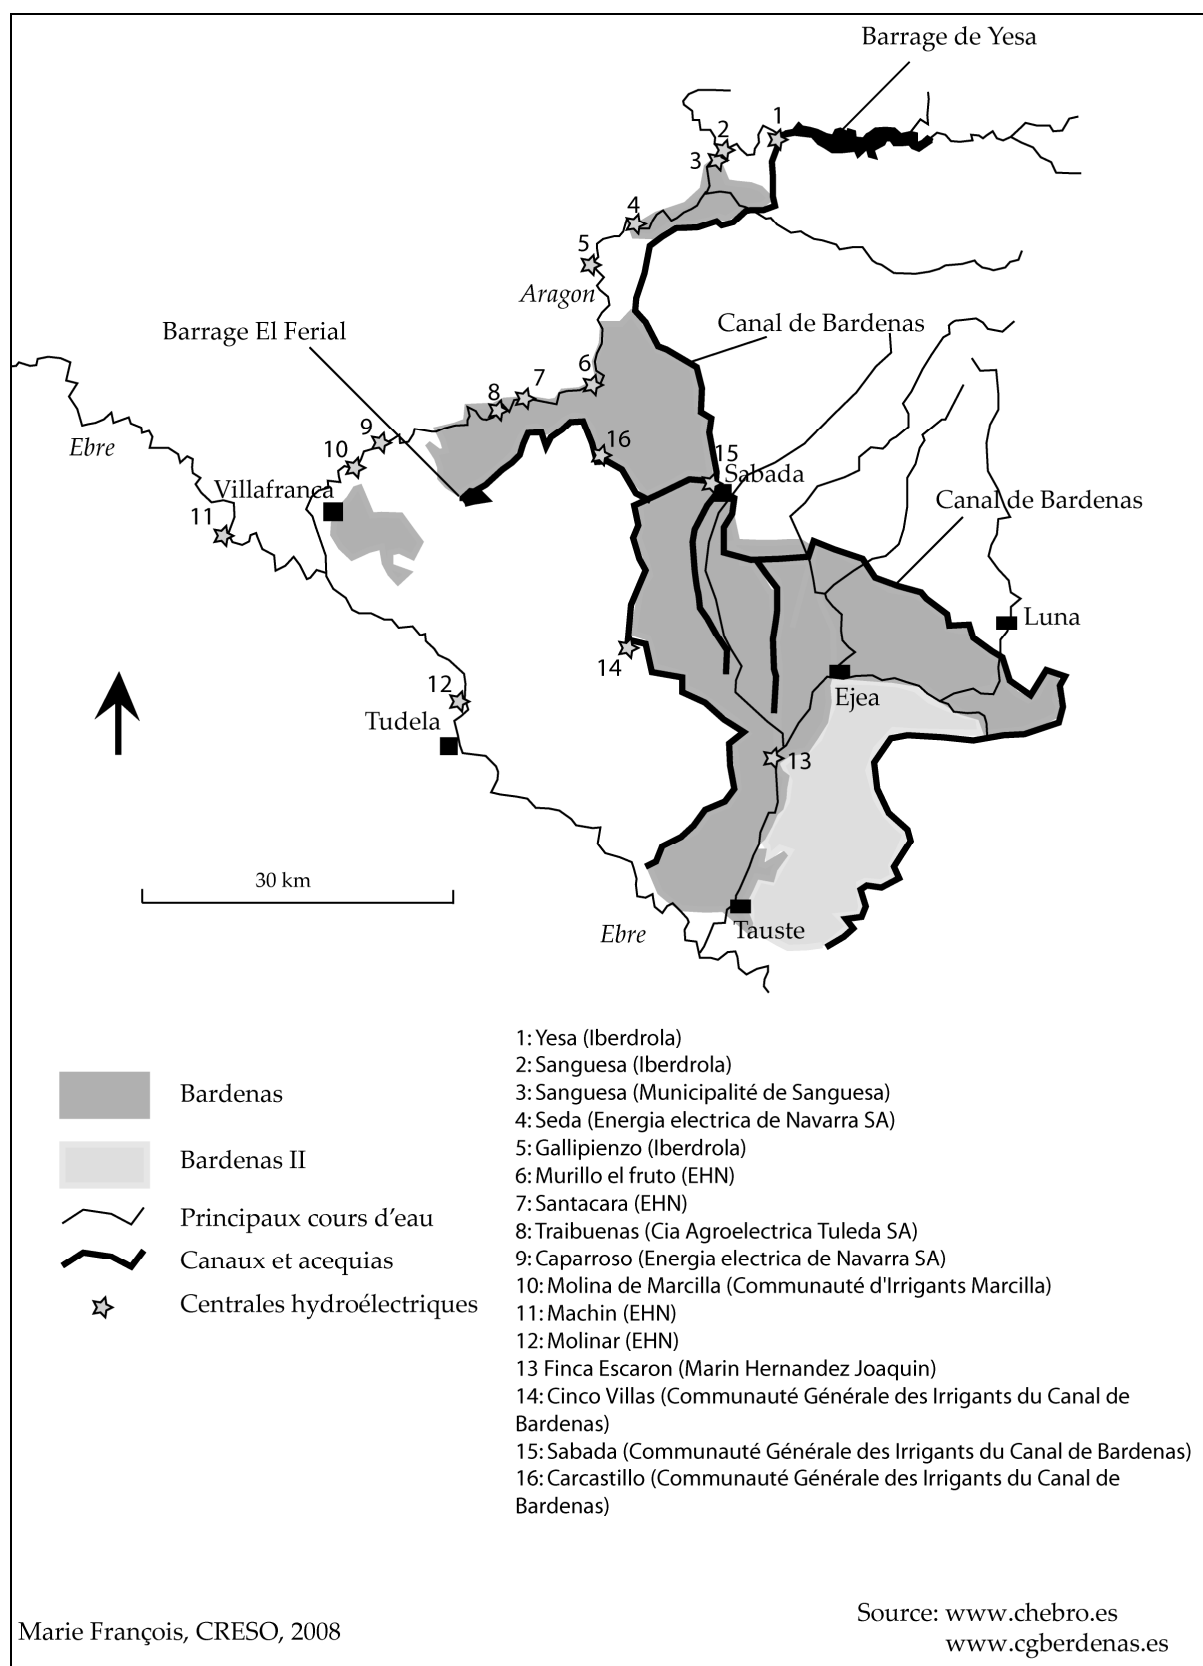 Barrage de Yesa
1
2
3
4
5
Aragon
Canal de Bardenas
Barrage El Ferial
6
7
8
9
10
Ebre
16
15
Sabada
Villafranca
Canal de Bardenas
11
Luna
14
12
Ejea
Tudela
13
30 km
Ebre
Tauste
Bardenas
Bardenas II
Principaux cours d'eau
Canaux et acequias
Centrales hydroélectriques
1: Yesa (Iberdrola)
2: Sanguesa (Iberdrola)
3: Sanguesa (Municipalité de Sanguesa)
4: Seda (Energia electrica de Navarra SA)
5: Gallipienzo (Iberdrola)
6: Murillo el fruto (EHN)
7: Santacara (EHN)
8: Traibuenas (Cia Agroelectrica Tuleda SA)
9: Caparroso (Energia electrica de Navarra SA)
10: Molina de Marcilla (Communauté d'Irrigants Marcilla)
11: Machin (EHN)
12: Molinar (EHN)
13 Finca Escaron (Marin Hernandez Joaquin)
14: Cinco Villas (Communauté Générale des Irrigants du Canal de
Bardenas)
15: Sabada (Communauté Générale des Irrigants du Canal de Bardenas)
16: Carcastillo (Communauté Générale des Irrigants du Canal de
Bardenas)
Marie François, CRESO, 2008
Source: www.chebro.es
www.cgberdenas.es